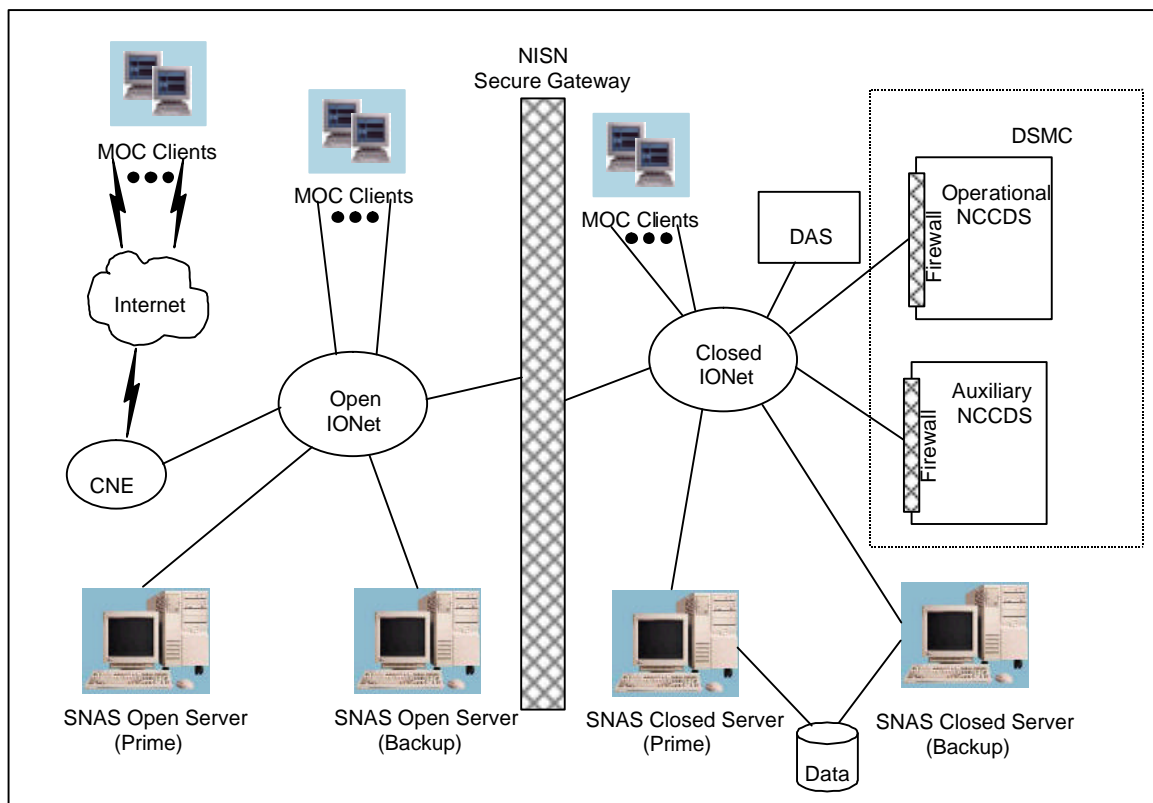 NISN
Secure Gateway
MOC Clients
MOC Clients
MOC Clients
DSMC
Operational
NCCDS
Firewall
DAS
Internet
Open
IONet
Closed
IONet
Auxiliary
NCCDS
Firewall
CNE
SNAS Open Server
(Prime)
SNAS Open Server
(Backup)
SNAS Closed Server
(Prime)
SNAS Closed Server
(Backup)
Data